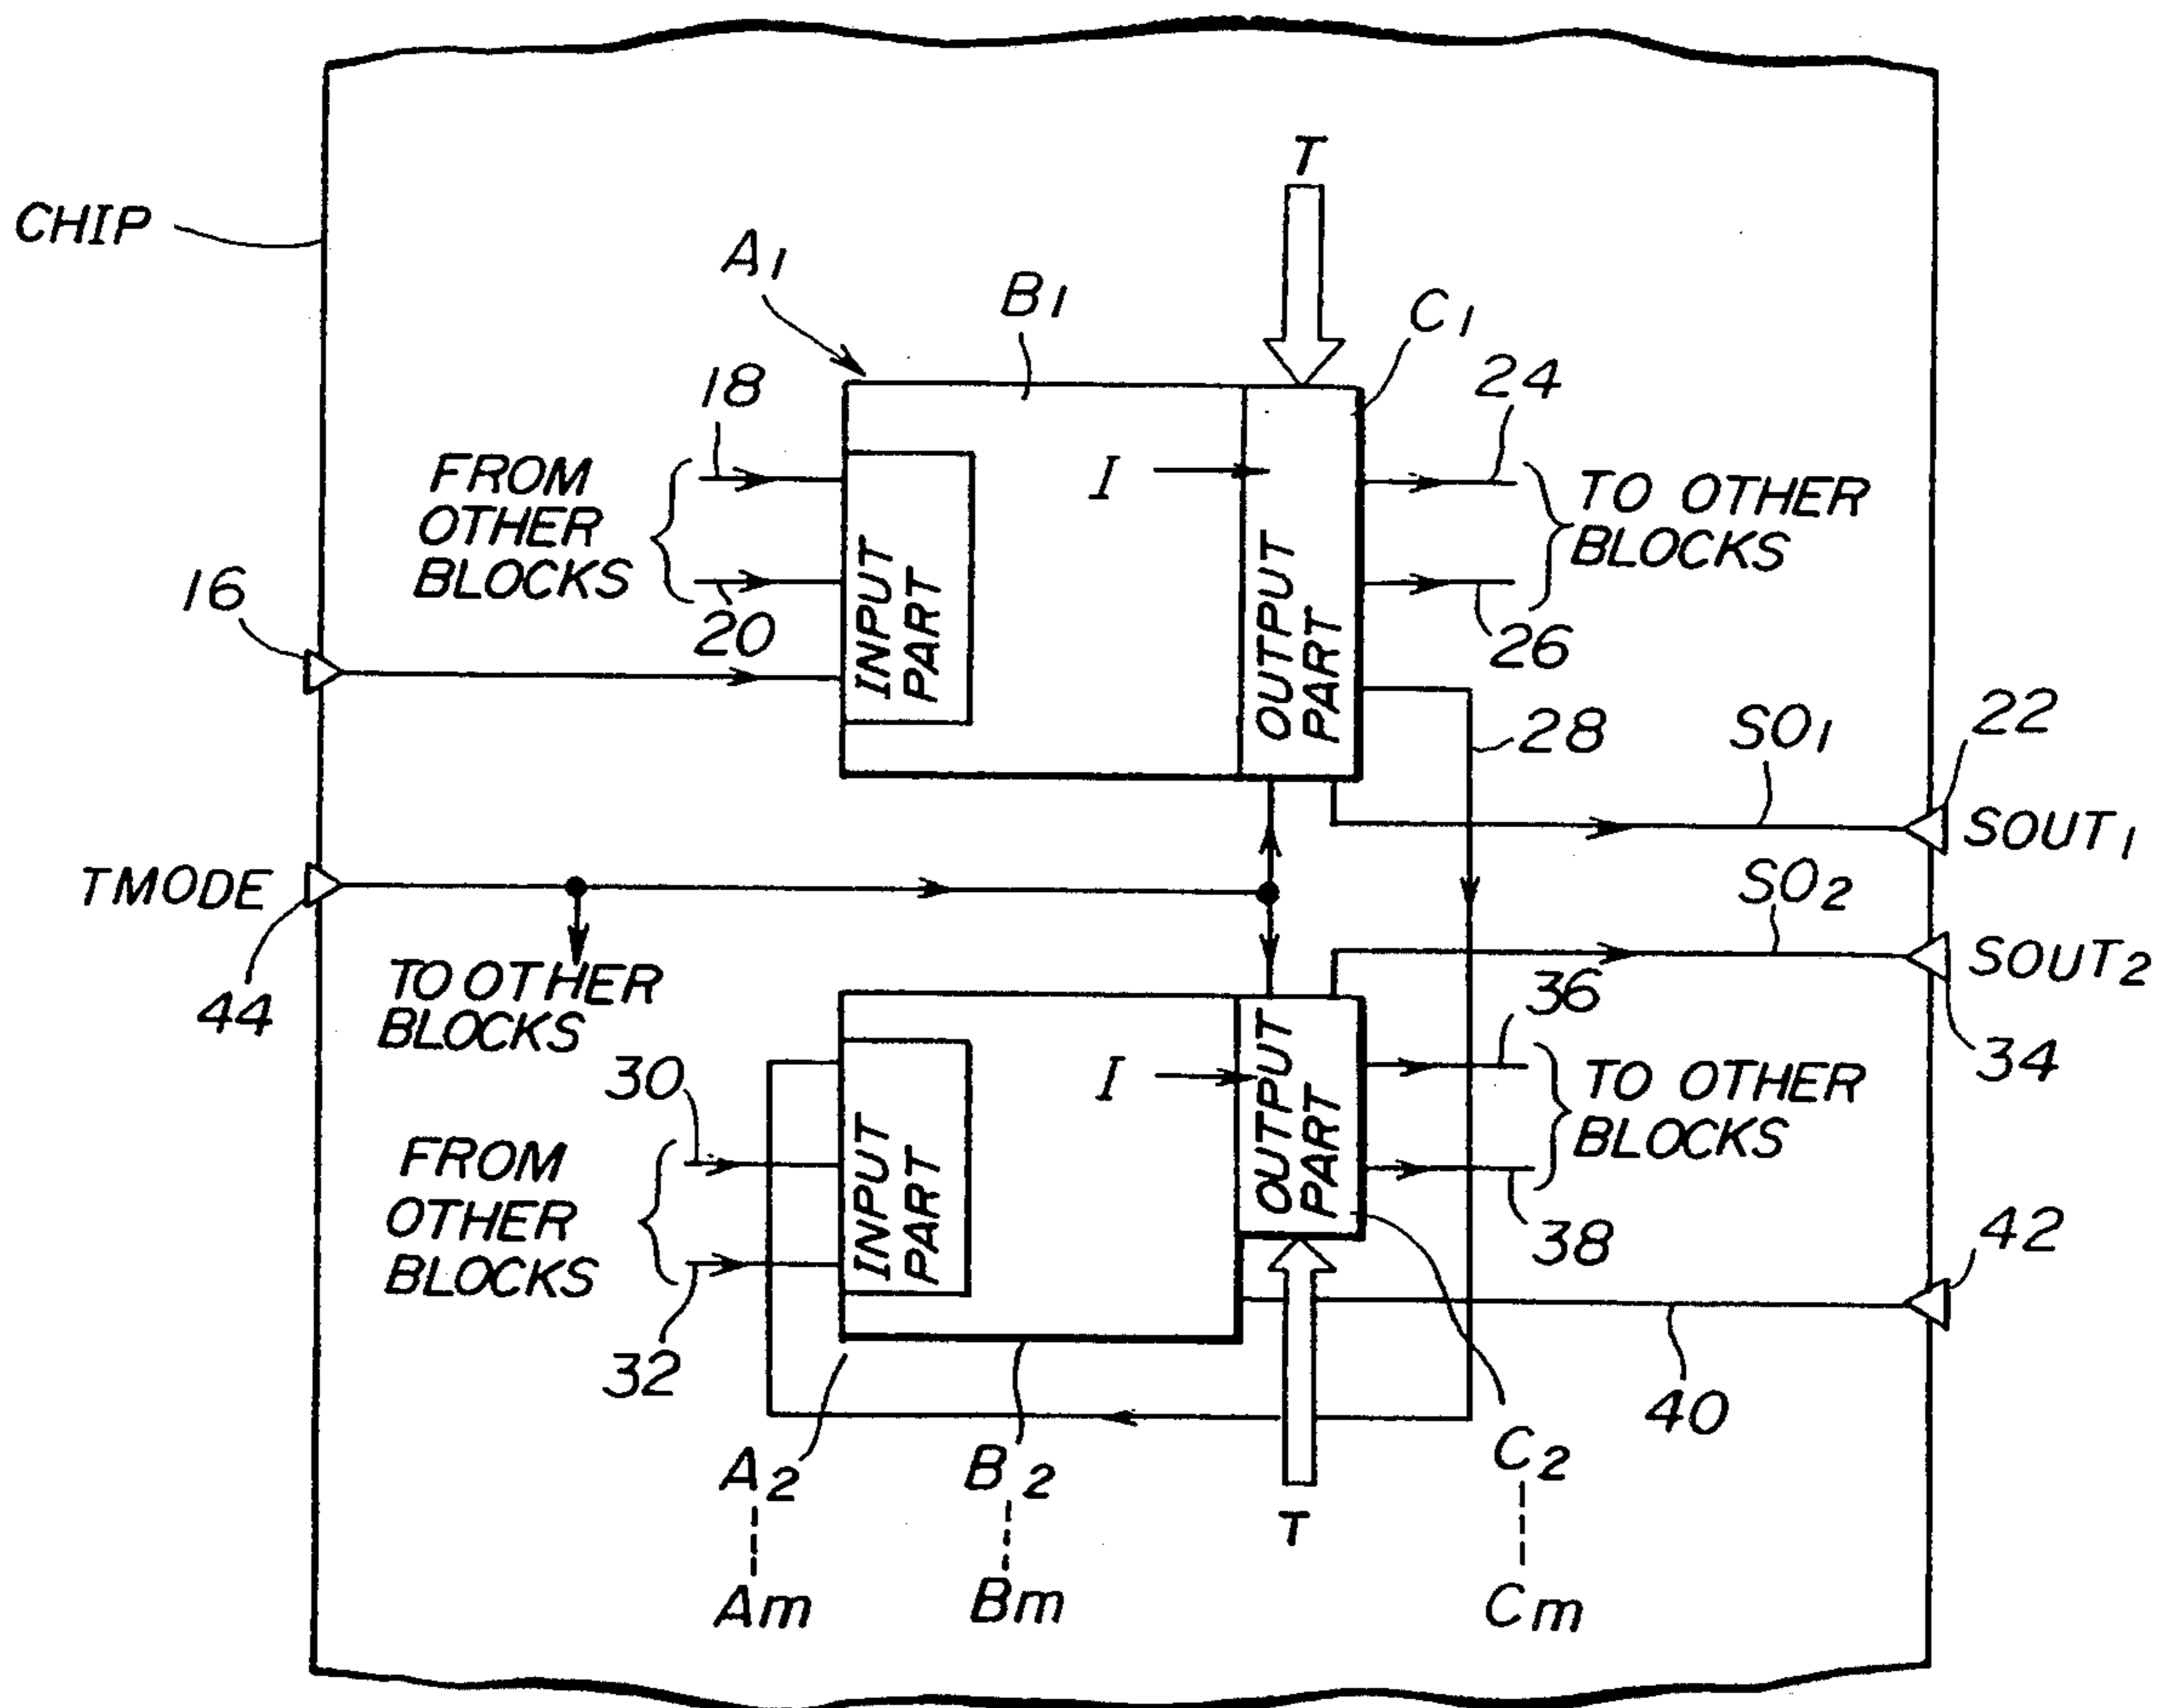 T
CHIP
A1
B1
C1
18
24
FROM
OTHER
BLOCKS
I
TO OTHER
BLOCKS
INPUT
PART
OUTPUT
PART
16
20
26
28
SO1
22
SOUT1
TMODE
SO2
SOUT2
44
TO OTHER
BLOCKS
36
34
30
I
TO OTHER
BLOCKS
INPUT
PART
OUTPUT
PART
FROM
OTHER
BLOCKS
38
42
32
40
A2
B2
C2
T
Am
Bm
Cm